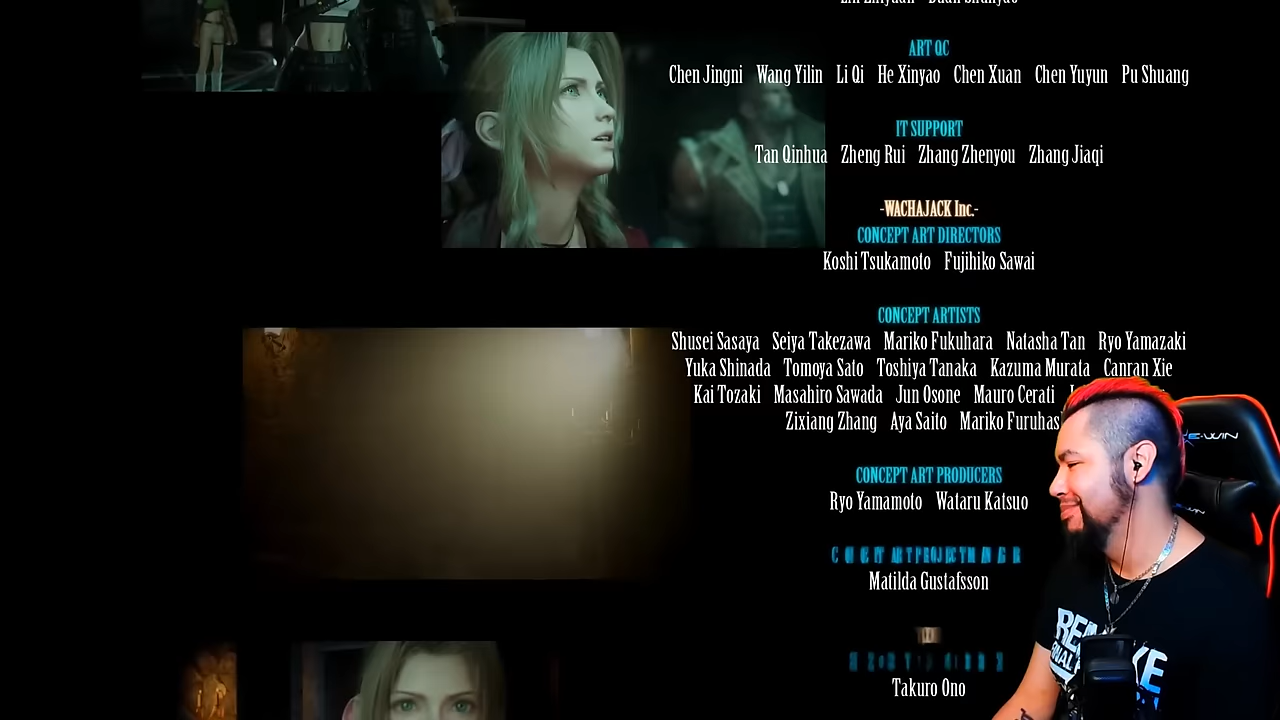 ART QC
Chen Jingni Wang Yilin Li Qi He Xinyao Chen Xuan Chen Yuyun Pu Shuang
IT SUPPORT
Tan Qinhua Zheng Rui Zhang Zhenyou Zhang Jiaqi
-WACHAJACK Inc.-
CONCEPT ART DIRECTORS
Koshi Tsukamoto Fujihiko Sawai
CONCEPT ARTISTS
Shusei Sasaya Seiya Takezawa Mariko Fukuhara Natasha Tan Ryo Yamazaki
Yuka Shinada Tomoya Sato Toshiya Tanaka Kazuma Murata Canran Xie
Kai Tozaki Masahiro Sawada Jun Osone Mauro Cerati
Zixiang Zhang Aya Saito Mariko
CONCEPT ART PRODUCERS
Ryo Yamamoto Wataru Katsuo
Matilda Gustafsson
Takuro Ono